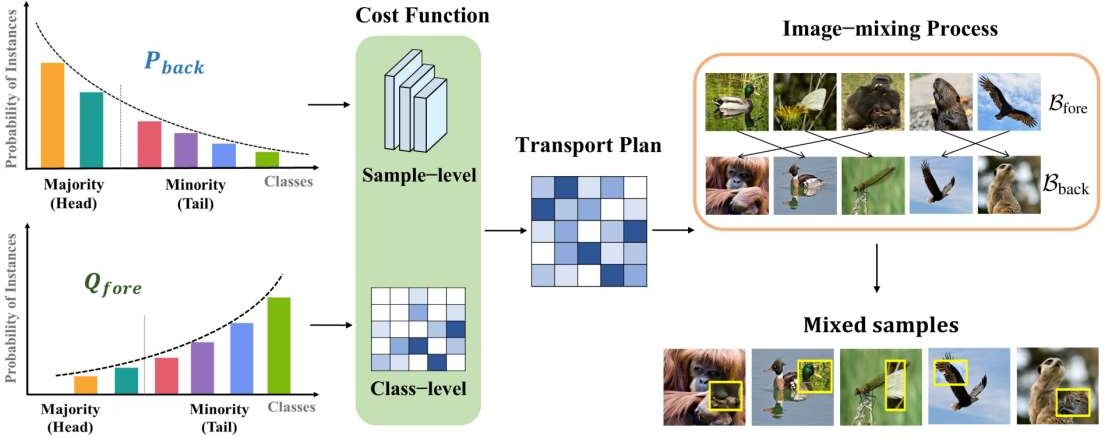 Cost Function
Image−mixing Process
Probability of Instances
P_back
Majority
(Head)
Minority
(Tail)
Classes
Sample−level
Transport Plan
B_fore
B_back
Probability of Instances
Q_fore
Majority
(Head)
Minority
(Tail)
Classes
Class−level
Mixed samples